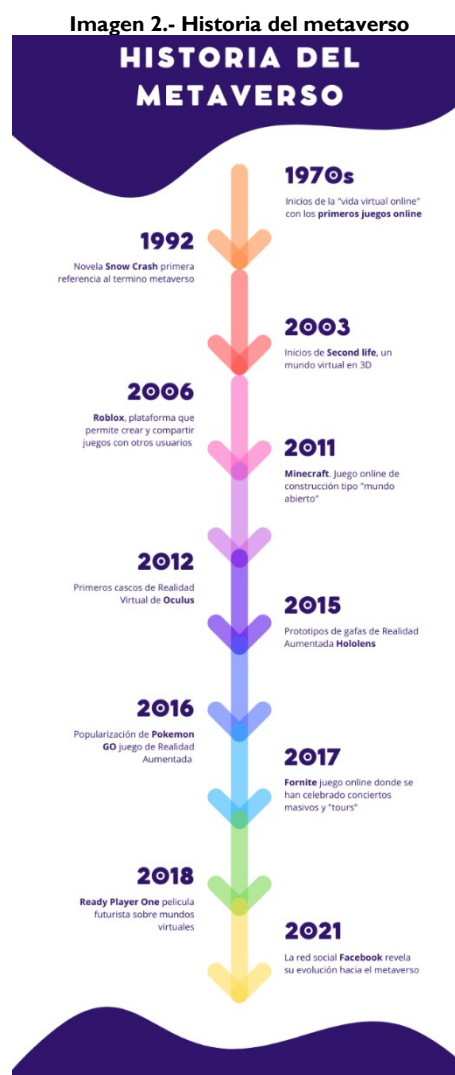 Imagen 2.- Historia del metaverso
HISTORIA DEL
METAVERSO
1970s
Inicios de la "vida virtual online"
con los primeros juegos online
1992
Novela Snow Crash primera
referencia al termino metaverso
2003
Inicios de Second life, un
mundo virtual en 3D
2006
Roblox, plataforma que
permite crear y compartir
juegos con otros usuarios
2011
Minecraft. Juego online de
construcción tipo "mundo
abierto"
2012
Primeros cascos de Realidad
Virtual de Oculus
2015
Prototipos de gafas de Realidad
Aumentada Hololens
2016
Popularización de Pokemon
GO juego de Realidad
Aumentada
2017
Fornite juego online donde se
han celebrado conciertos
masivos y "tours"
2018
Ready Player One pelicula
futurista sobre mundos
virtuales
2021
La red social Facebook revela
su evolución hacia el metaverso